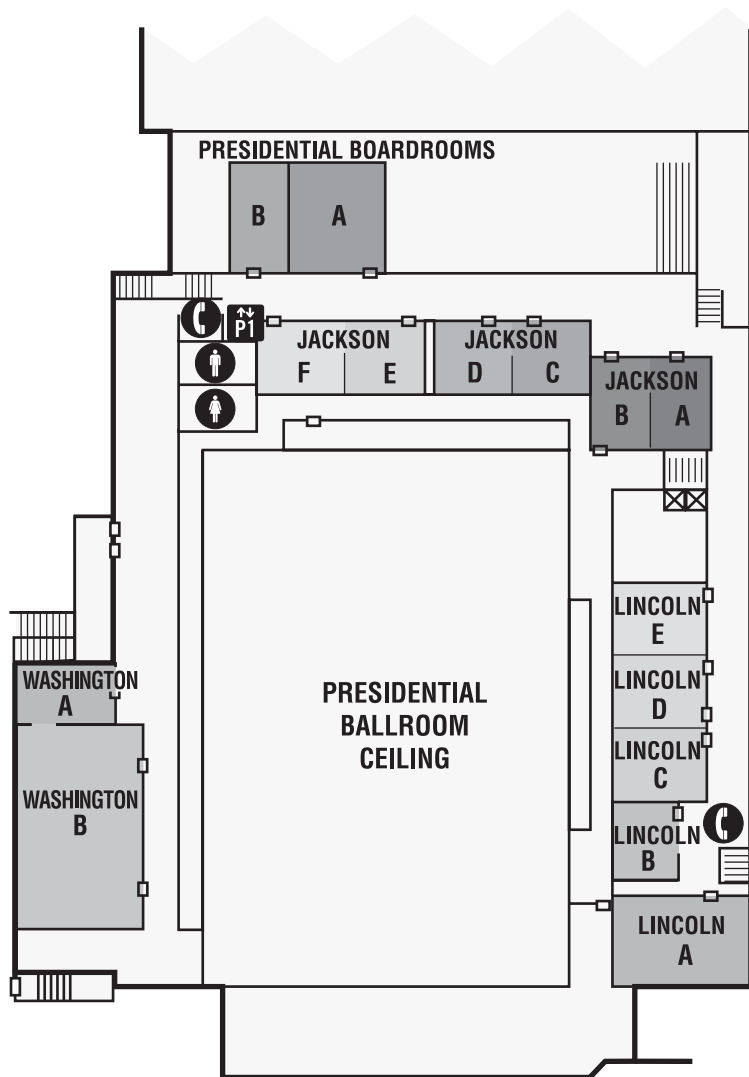 PRESIDENTIAL BOARDROOMS
B
A
P1
JACKSON
F
E
JACKSON
D
C
JACKSON
B
A
LINCOLN
E
LINCOLN
D
LINCOLN
C
LINCOLN
B
LINCOLN
A
WASHINGTON
A
WASHINGTON
B
PRESIDENTIAL
BALLROOM
CEILING